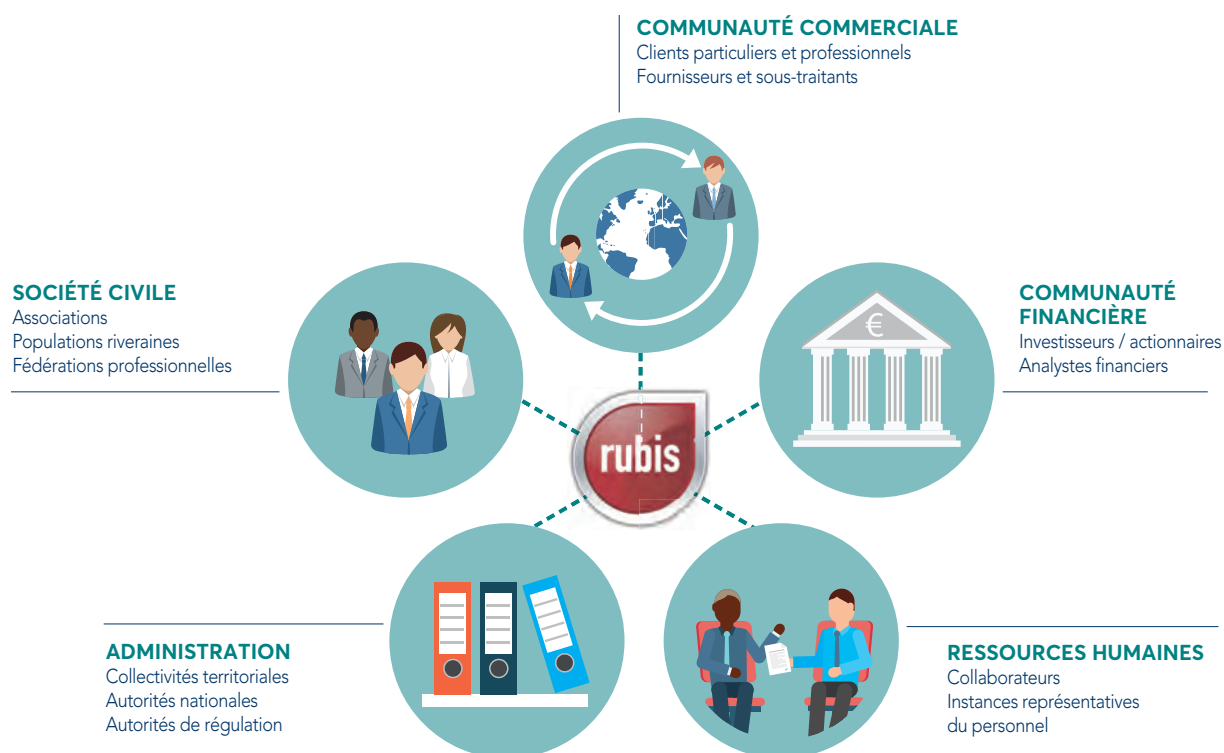 COMMUNAUTÉ COMMERCIALE
Clients particuliers et professionnels
Fournisseurs et sous-traitants
SOCIÉTÉ CIVILE
Associations
Populations riveraines
Fédérations professionnelles
COMMUNAUTÉ
FINANCIÈRE
Investisseurs / actionnaires
Analystes financiers
€
rubis
ADMINISTRATION
Collectivités territoriales
Autorités nationales
Autorités de régulation
RESSOURCES HUMAINES
Collaborateurs
Instances représentatives
du personnel